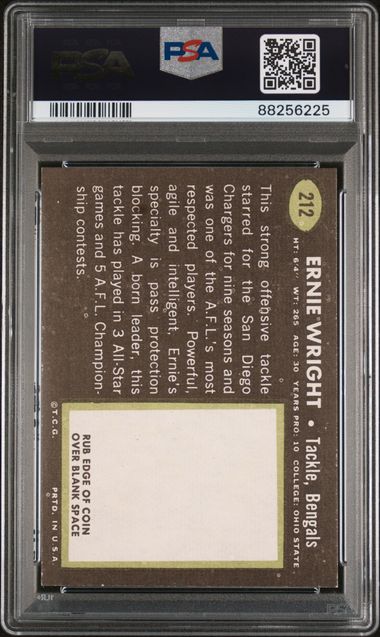 PSA
PSA
88256225
212
ERNIE WRIGHT • Tackle, Bengals
HT: 6/4" WT: 265 AGE: 30 YEARS PRO: 10 COLLEGE: OHIO STATE
This strong offensive tackle
starred for the San Diego
Chargers for nine seasons and
was one of the A.F.L.'s most
respected players. Powerful,
agile and intelligent, Ernie's
specialty is pass protection
blocking. A born leader, this
tackle has played in 3 All-Star
games and 5 A.F.L. Champion-
ship contests.
RUB EDGE OF COIN
OVER BLANK SPACE
© T.C.G. PRTD. IN U.S.A.